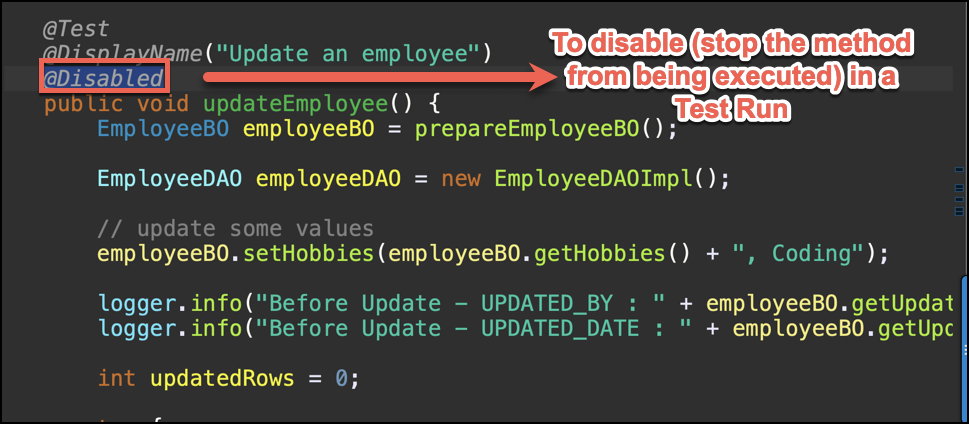 @Test
@DisplayName("Update an employee")
@Disabled
To disable (stop the method
from being executed) in a
Test Run
public void updateEmployee() {
EmployeeBO employeeBO = prepareEmployeeBO();
EmployeeDAO employeeDAO = new EmployeeDAOImpl();
// update some values
employeeBO.setHobbies(employeeBO.getHobbies() + ", Coding");
logger.info("Before Update - UPDATED_BY : " + employeeBO.getUpdat
logger.info("Before Update - UPDATED_DATE : " + employeeBO.getUpd
int updatedRows = 0;